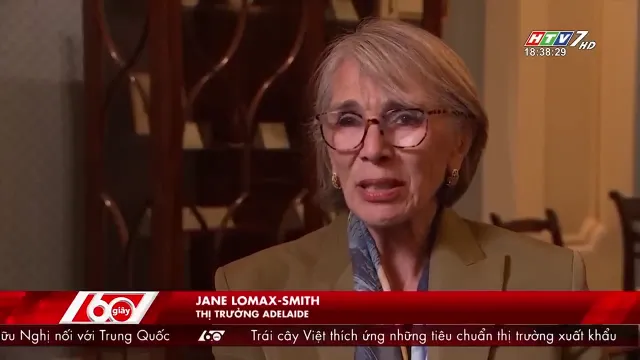 HTV7 HD
18:38:29
60 giây
JANE LOMAX-SMITH
THỊ TRƯỞNG ADELAIDE
ữu Nghị nối với Trung Quốc 60 giây Trái cây Việt thích ứng những tiêu chuẩn thị trường xuất khẩu